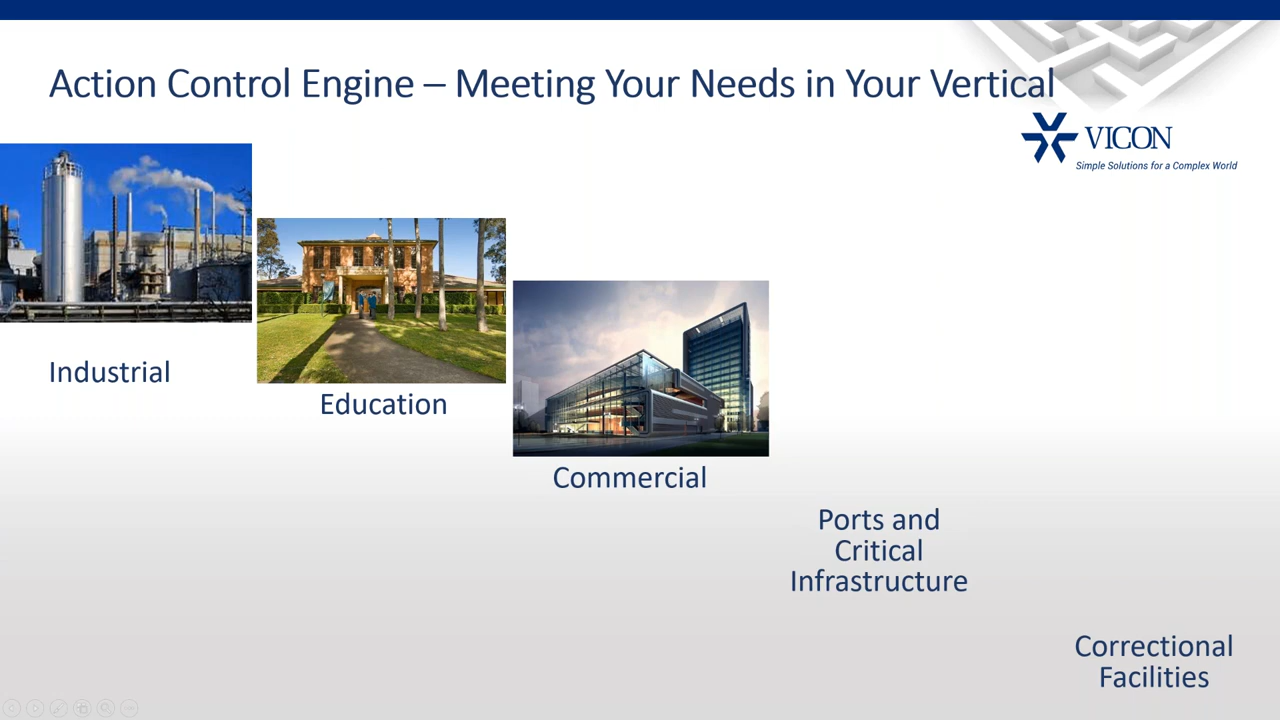 Action Control Engine – Meeting Your Needs in Your Vertical
VICON
Simple Solutions for a Complex World
Industrial
Education
Commercial
Ports and
Critical
Infrastructure
Correctional
Facilities